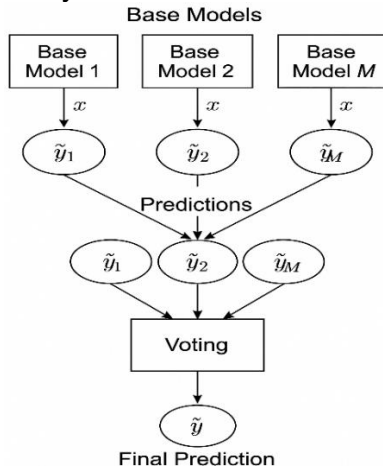 Base Models
Base Model 1
Base Model 2
Base Model M
x x x
ỹ₁ ỹ₂ ỹM
Predictions
ỹ₁ ỹ₂ ỹM
Voting
ỹ
Final Prediction